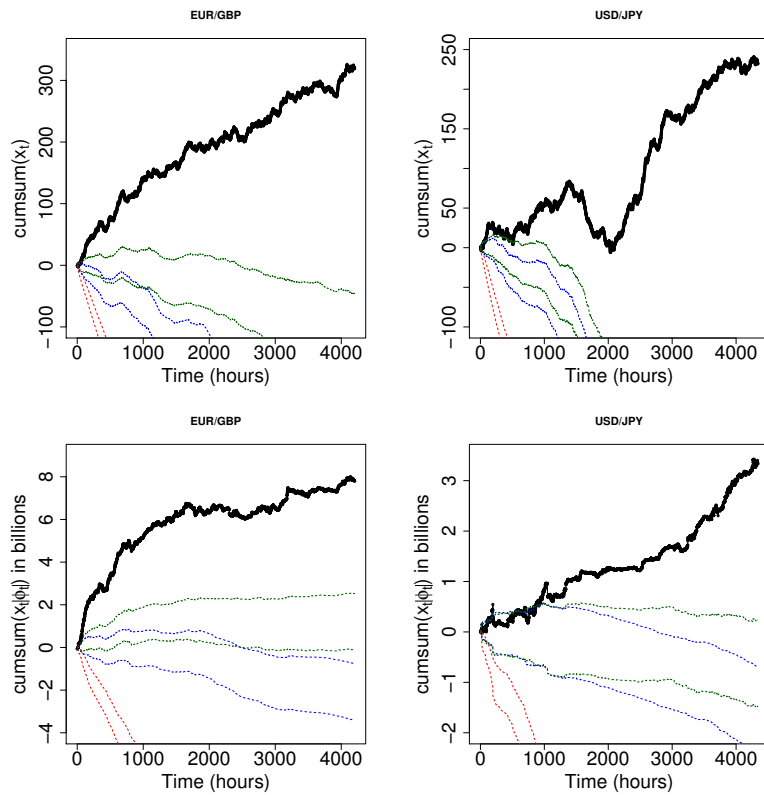 EUR/GBP
cumsum(xt)
300
200
100
0
−100
0 1000 2000 3000 4000
Time (hours)
USD/JPY
cumsum(xt)
250
150
50
0
−100
0 1000 2000 3000 4000
Time (hours)
EUR/GBP
cumsum(xt|ϕt) in billions
8
6
4
2
0
−2
−4
0 1000 2000 3000 4000
Time (hours)
USD/JPY
cumsum(xt|ϕt) in billions
3
2
1
0
−1
−2
0 1000 2000 3000 4000
Time (hours)